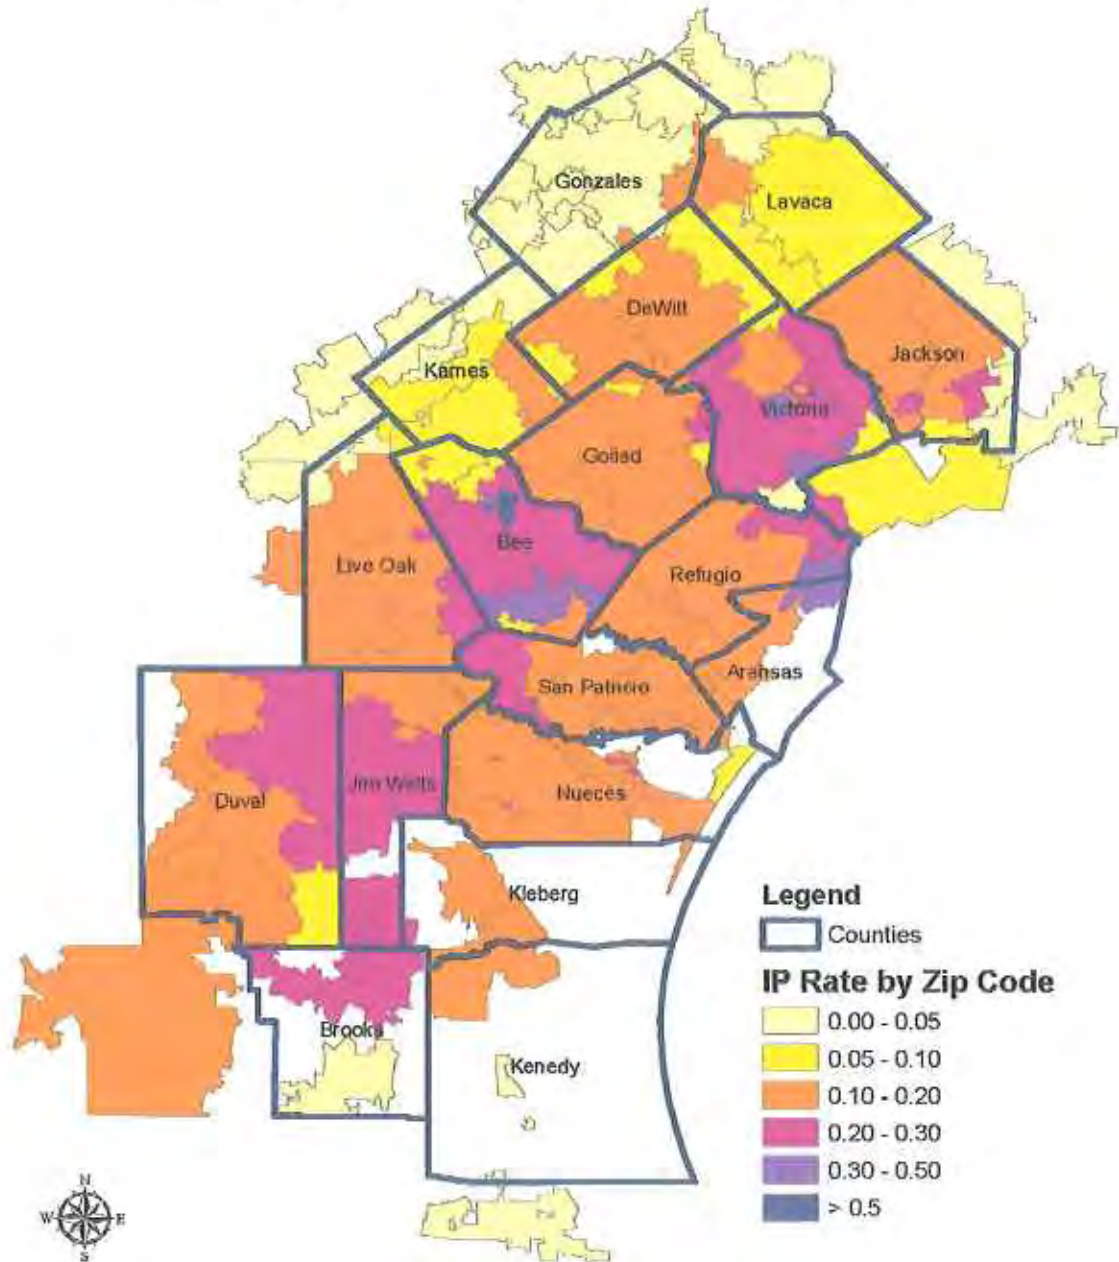 Gonzales
Lavaca
DeWitt
Jackson
Karnes
Victoria
Goliad
Bee
Live Oak
Refugio
Aransas
San Patricio
Jim Wells
Duval
Nueces
Kleberg
Brooks
Kenedy
Legend
Counties
IP Rate by Zip Code
0.00 - 0.05
0.05 - 0.10
0.10 - 0.20
0.20 - 0.30
0.30 - 0.50
> 0.5
N
W E
S